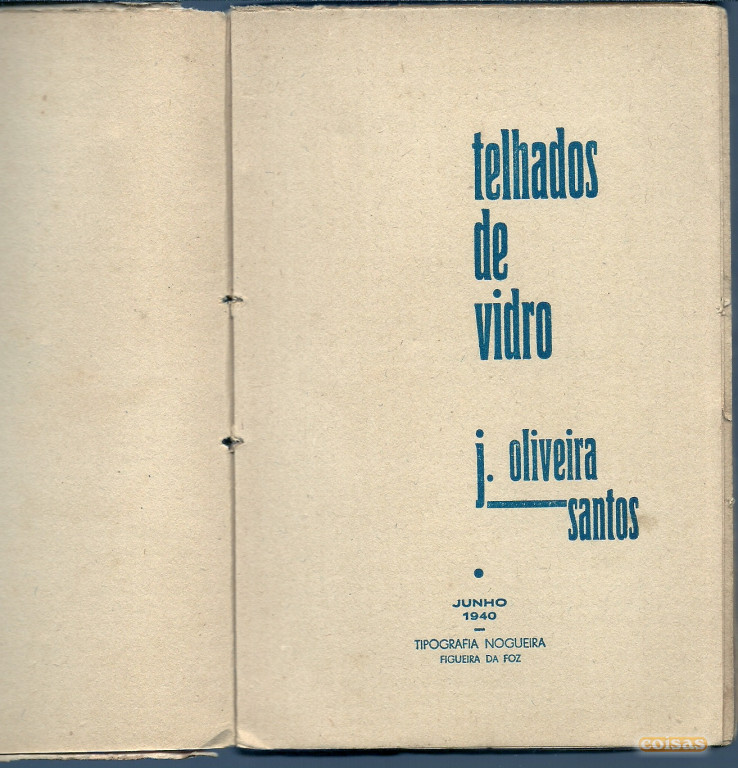 telhados
de
vidro
j. oliveira
santos
JUNHO
1940
TIPOGRAFIA NOGUEIRA
FIGUEIRA DA FOZ
coisas